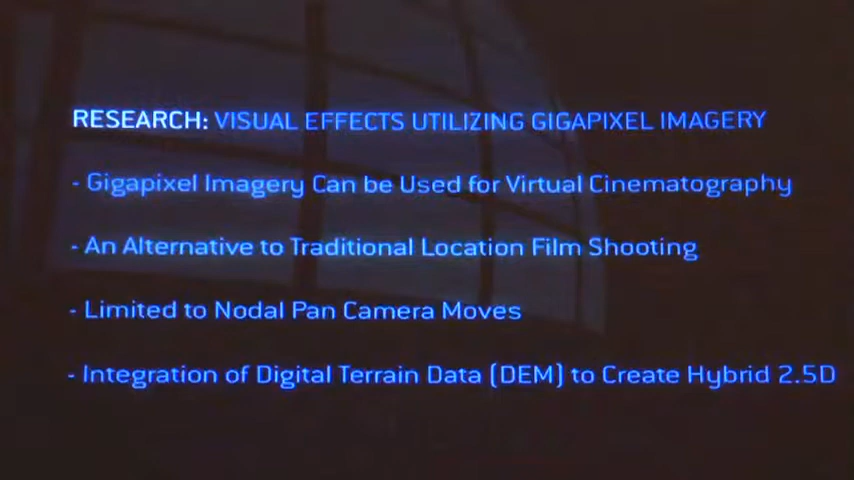 RESEARCH: VISUAL EFFECTS UTILIZING GIGAPIXEL IMAGERY
- Gigapixel Imagery Can be Used for Virtual Cinematography
- An Alternative to Traditional Location Film Shooting
- Limited to Nodal Pan Camera Moves
- Integration of Digital Terrain Data (DEM) to Create Hybrid 2.5D